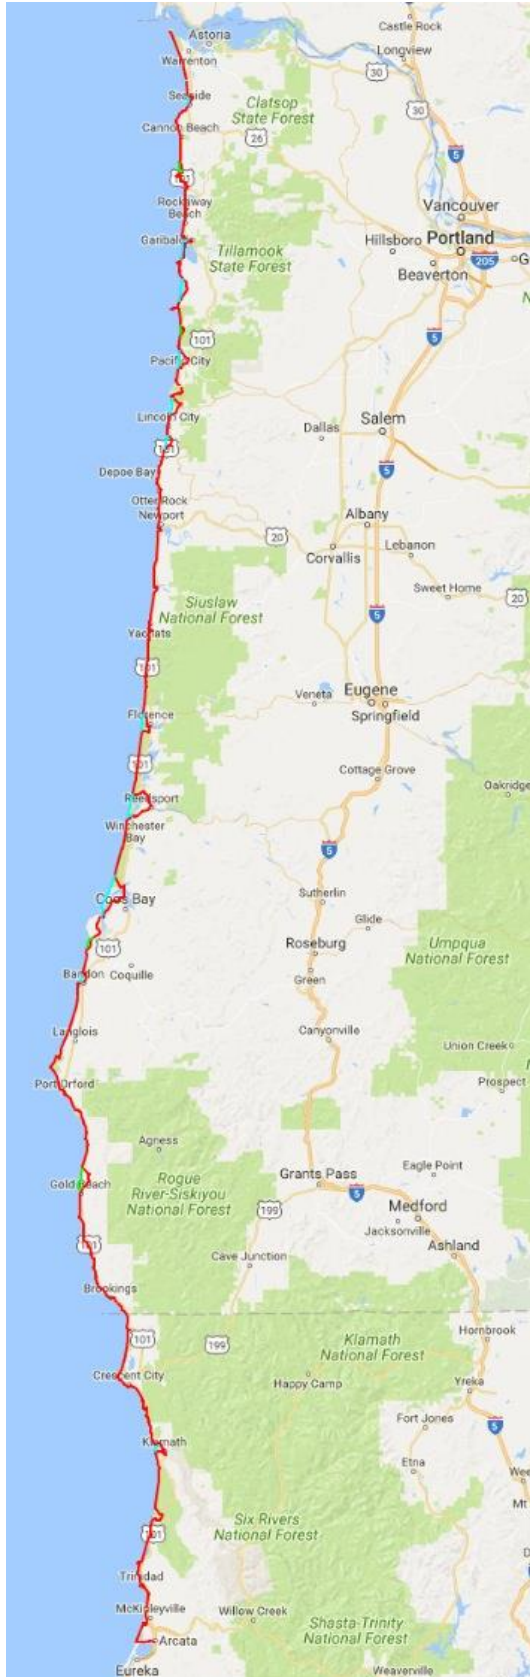 Castle Rock
Astoria
Longview
Warrenton
30
Seaside
Clatsop
State Forest
30
Cannon Beach
26
5
101
Rockaway
Beach
Vancouver
Garibaldi
Hillsboro
Portland
Tillamook
State Forest
Beaverton
205
G
5
N
101
Pacific City
Lincoln City
Dallas
Salem
101
5
Depoe Bay
Otter Rock
Newport
Albany
20
Corvallis
Lebanon
Siuslaw
National Forest
Sweet Home
20
5
Yachats
101
Veneta
Eugene
Springfield
Florence
101
Cottage Grove
Oakridge
Reedsport
Winchester
Bay
5
Sutherlin
Coos Bay
Glide
101
Roseburg
Umpqua
National Forest
Bandon
Coquille
Green
Langlois
Canyonville
Union Creek
Port Orford
Prospect
Agness
Gold Beach
Rogue
River-Siskiyou
National Forest
Grants Pass
Eagle Point
5
199
Medford
Jacksonville
101
Ashland
Cave Junction
Brookings
101
199
Klamath
National Forest
Hornbrook
Crescent City
Happy Camp
Yreka
Fort Jones
5
Klamath
Etna
Wee
Mt
Six Rivers
National Forest
101
D
Trinidad
McKinleyville
Willow Creek
Shasta-Trinity
National Forest
Arcata
Eureka
Weaverville